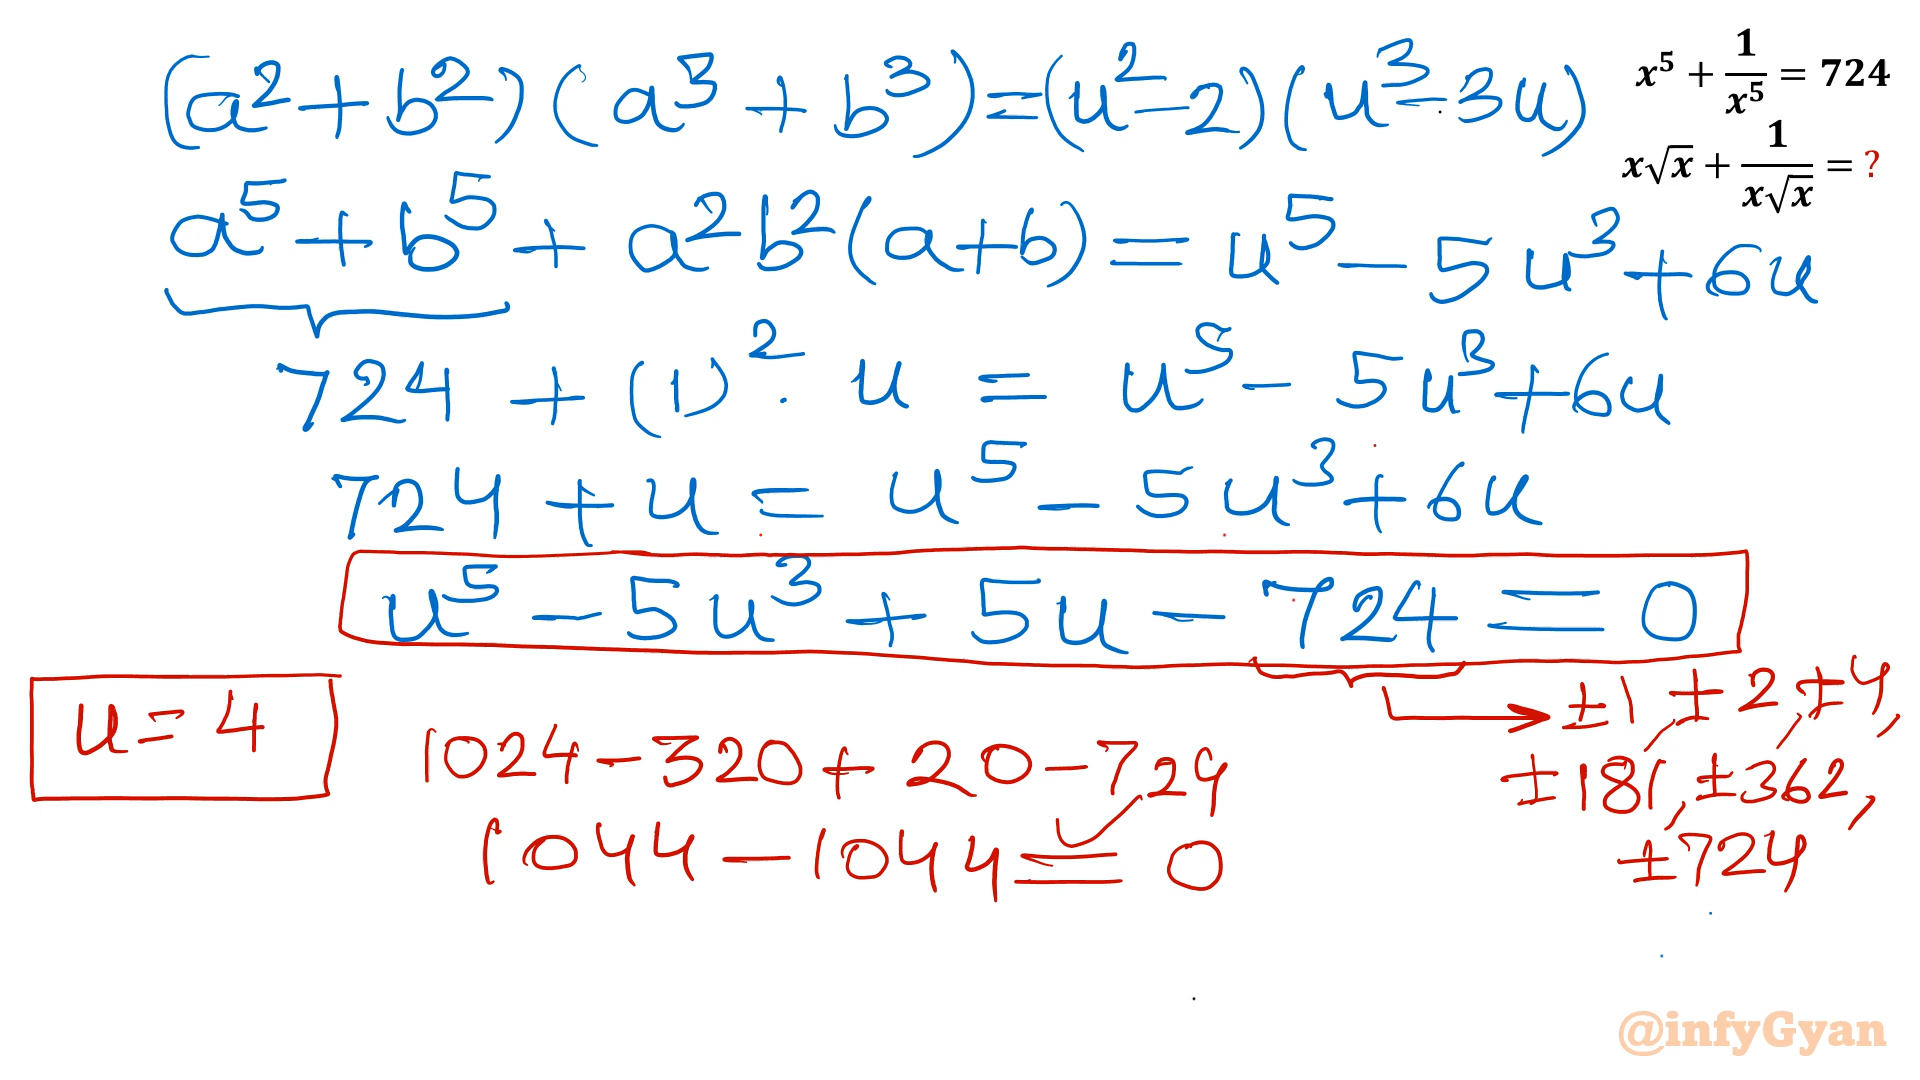 (a² + b²)(a³ + b³) = (u² - 2)(u³ - 3u)
x⁵ + 1/x⁵ = 724
x√x + 1/(x√x) = ?
a⁵ + b⁵ + a²b²(a+b) = u⁵ - 5u³ + 6u
724 + (1)² · u = u⁵ - 5u³ + 6u
724 + u = u⁵ - 5u³ + 6u
u⁵ - 5u³ + 5u - 724 = 0
u = 4
±1, ±2, ±4,
1024 - 320 + 20 - 724
±181, ±362,
1044 - 1044 = 0
±724
@infyGyan